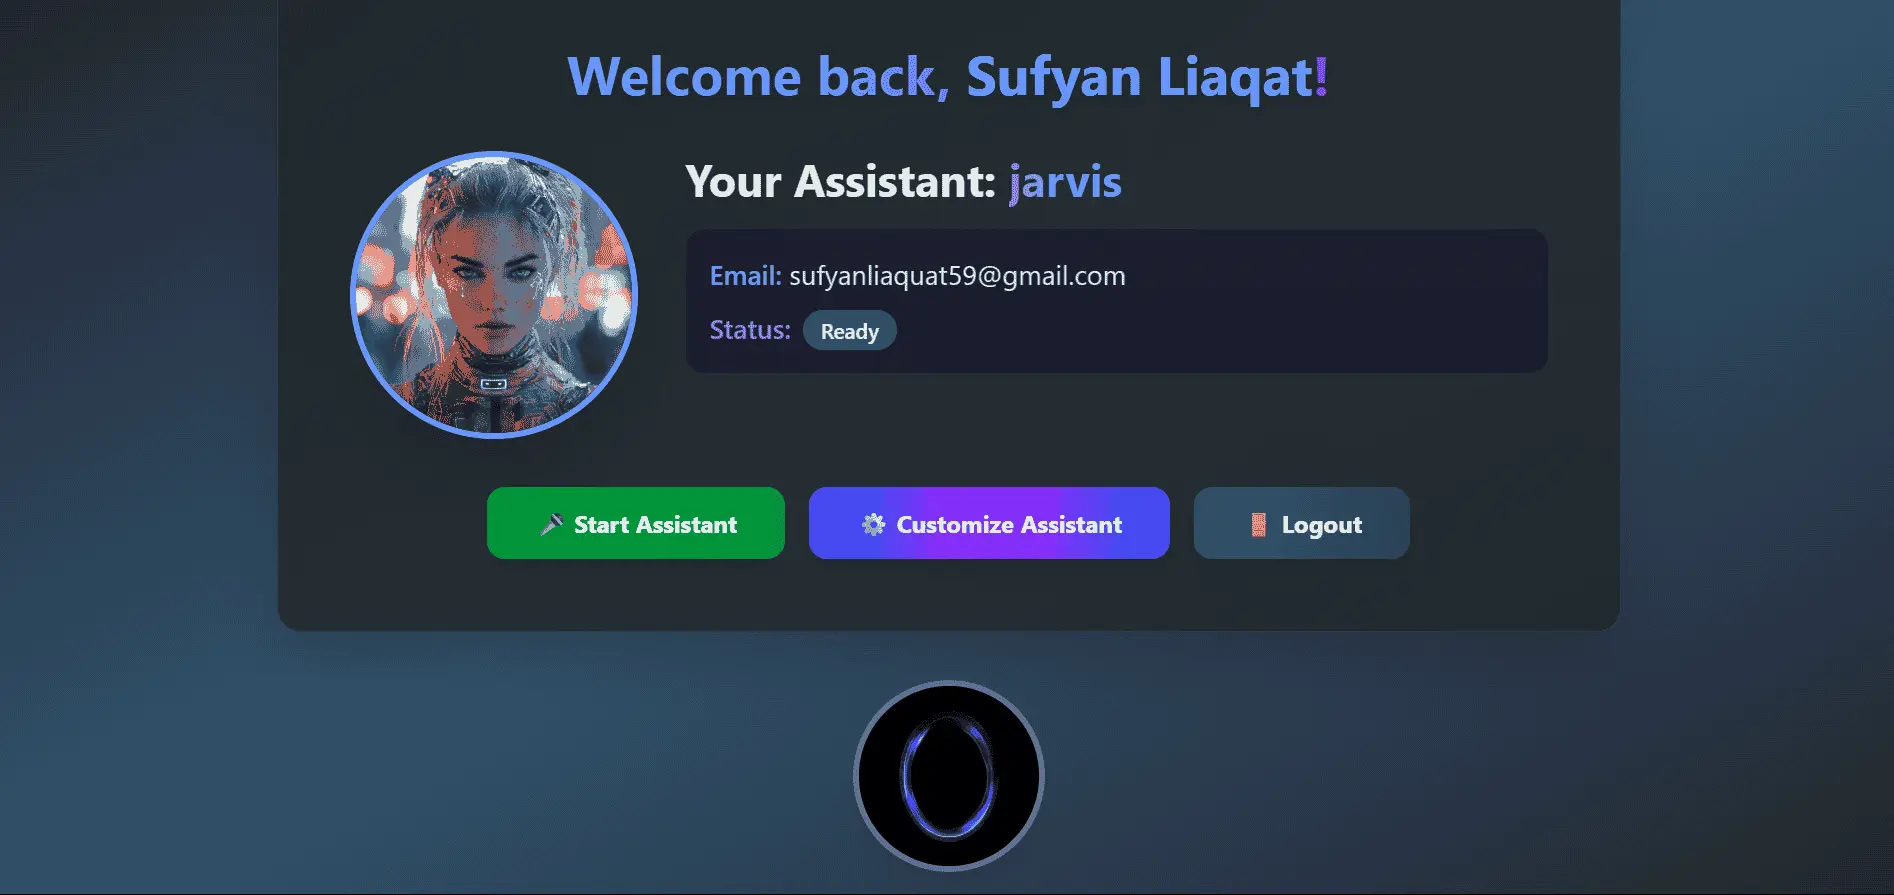 Welcome back, Sufyan Liaqat!
Your Assistant: jarvis
Email: sufyanliaquat59@gmail.com
Status: Ready
Start Assistant
Customize Assistant
Logout